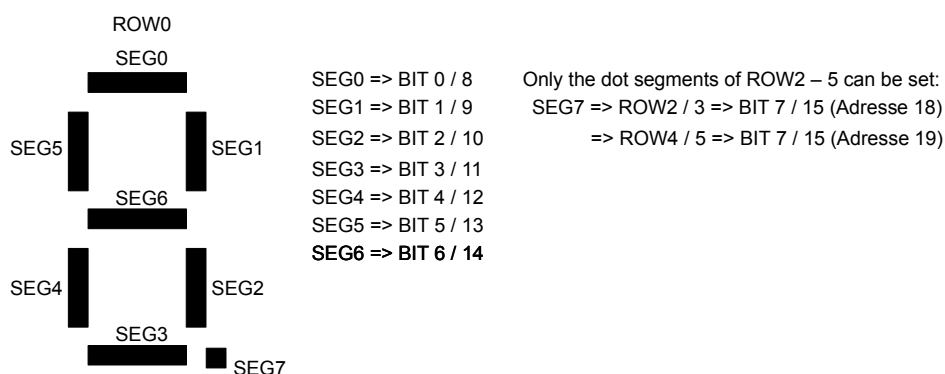 ROW0
SEG0
SEG5
SEG1
SEG6
SEG4
SEG2
SEG3
SEG7
SEG0 => BIT 0 / 8
SEG1 => BIT 1 / 9
SEG2 => BIT 2 / 10
SEG3 => BIT 3 / 11
SEG4 => BIT 4 / 12
SEG5 => BIT 5 / 13
SEG6 => BIT 6 / 14
Only the dot segments of ROW2 – 5 can be set:
SEG7 => ROW2 / 3 => BIT 7 / 15 (Adresse 18)
=> ROW4 / 5 => BIT 7 / 15 (Adresse 19)